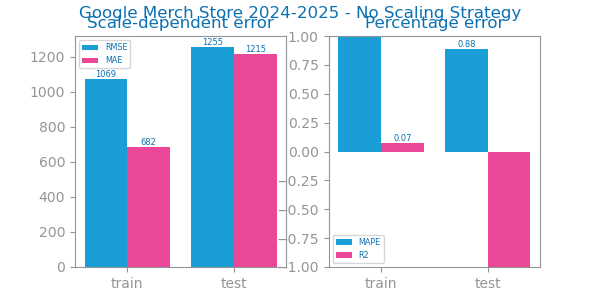 Google Merch Store 2024-2025 - No Scaling Strategy
Scale-dependent error
Percentage error
RMSE
MAE
1069
682
1255
1215
1200
1000
800
600
400
200
0
train
test
1.00
0.75
0.50
0.25
0.00
0.25
0.50
0.75
1.00
0.07
0.88
MAPE
R2
train
test